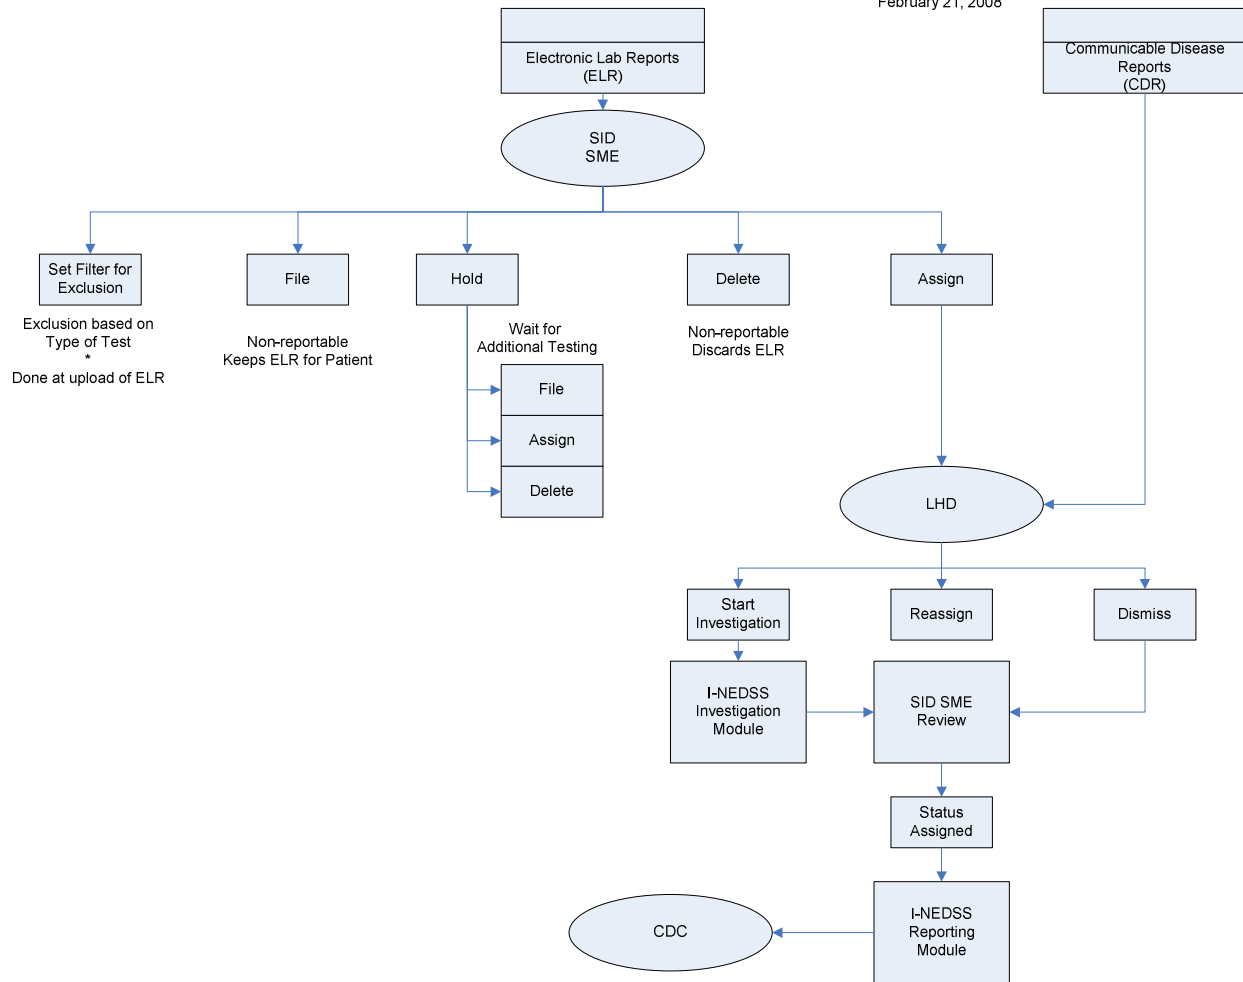 February 21, 2008
Electronic Lab Reports
(ELR)
Communicable Disease
Reports
(CDR)
SID
SME
Set Filter for
Exclusion
File
Hold
Delete
Assign
Exclusion based on
Type of Test
*
Done at upload of ELR
Non-reportable
Keeps ELR for Patient
Wait for
Additional Testing
Non-reportable
Discards ELR
File
Assign
Delete
LHD
Start
Investigation
Reassign
Dismiss
I-NEDSS
Investigation
Module
SID SME
Review
Status
Assigned
I-NEDSS
Reporting
Module
CDC